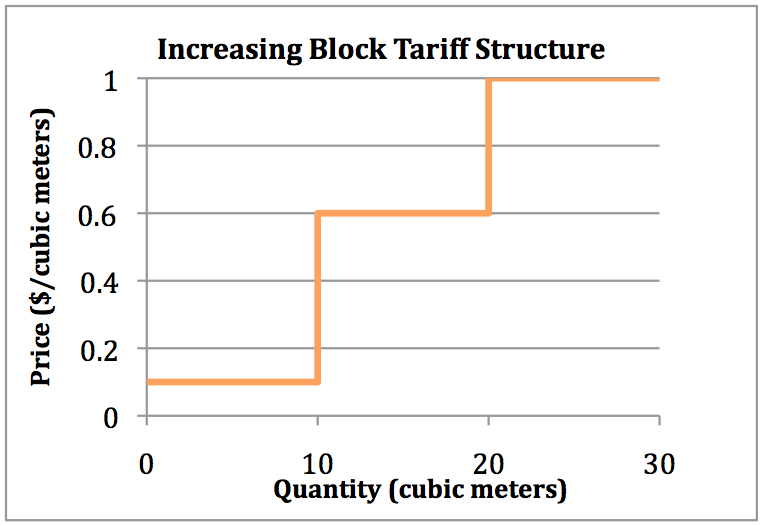 Increasing Block Tariff Structure
Price ($/cubic meters)
1
0.8
0.6
0.4
0.2
0
0 10 20 30
Quantity (cubic meters)